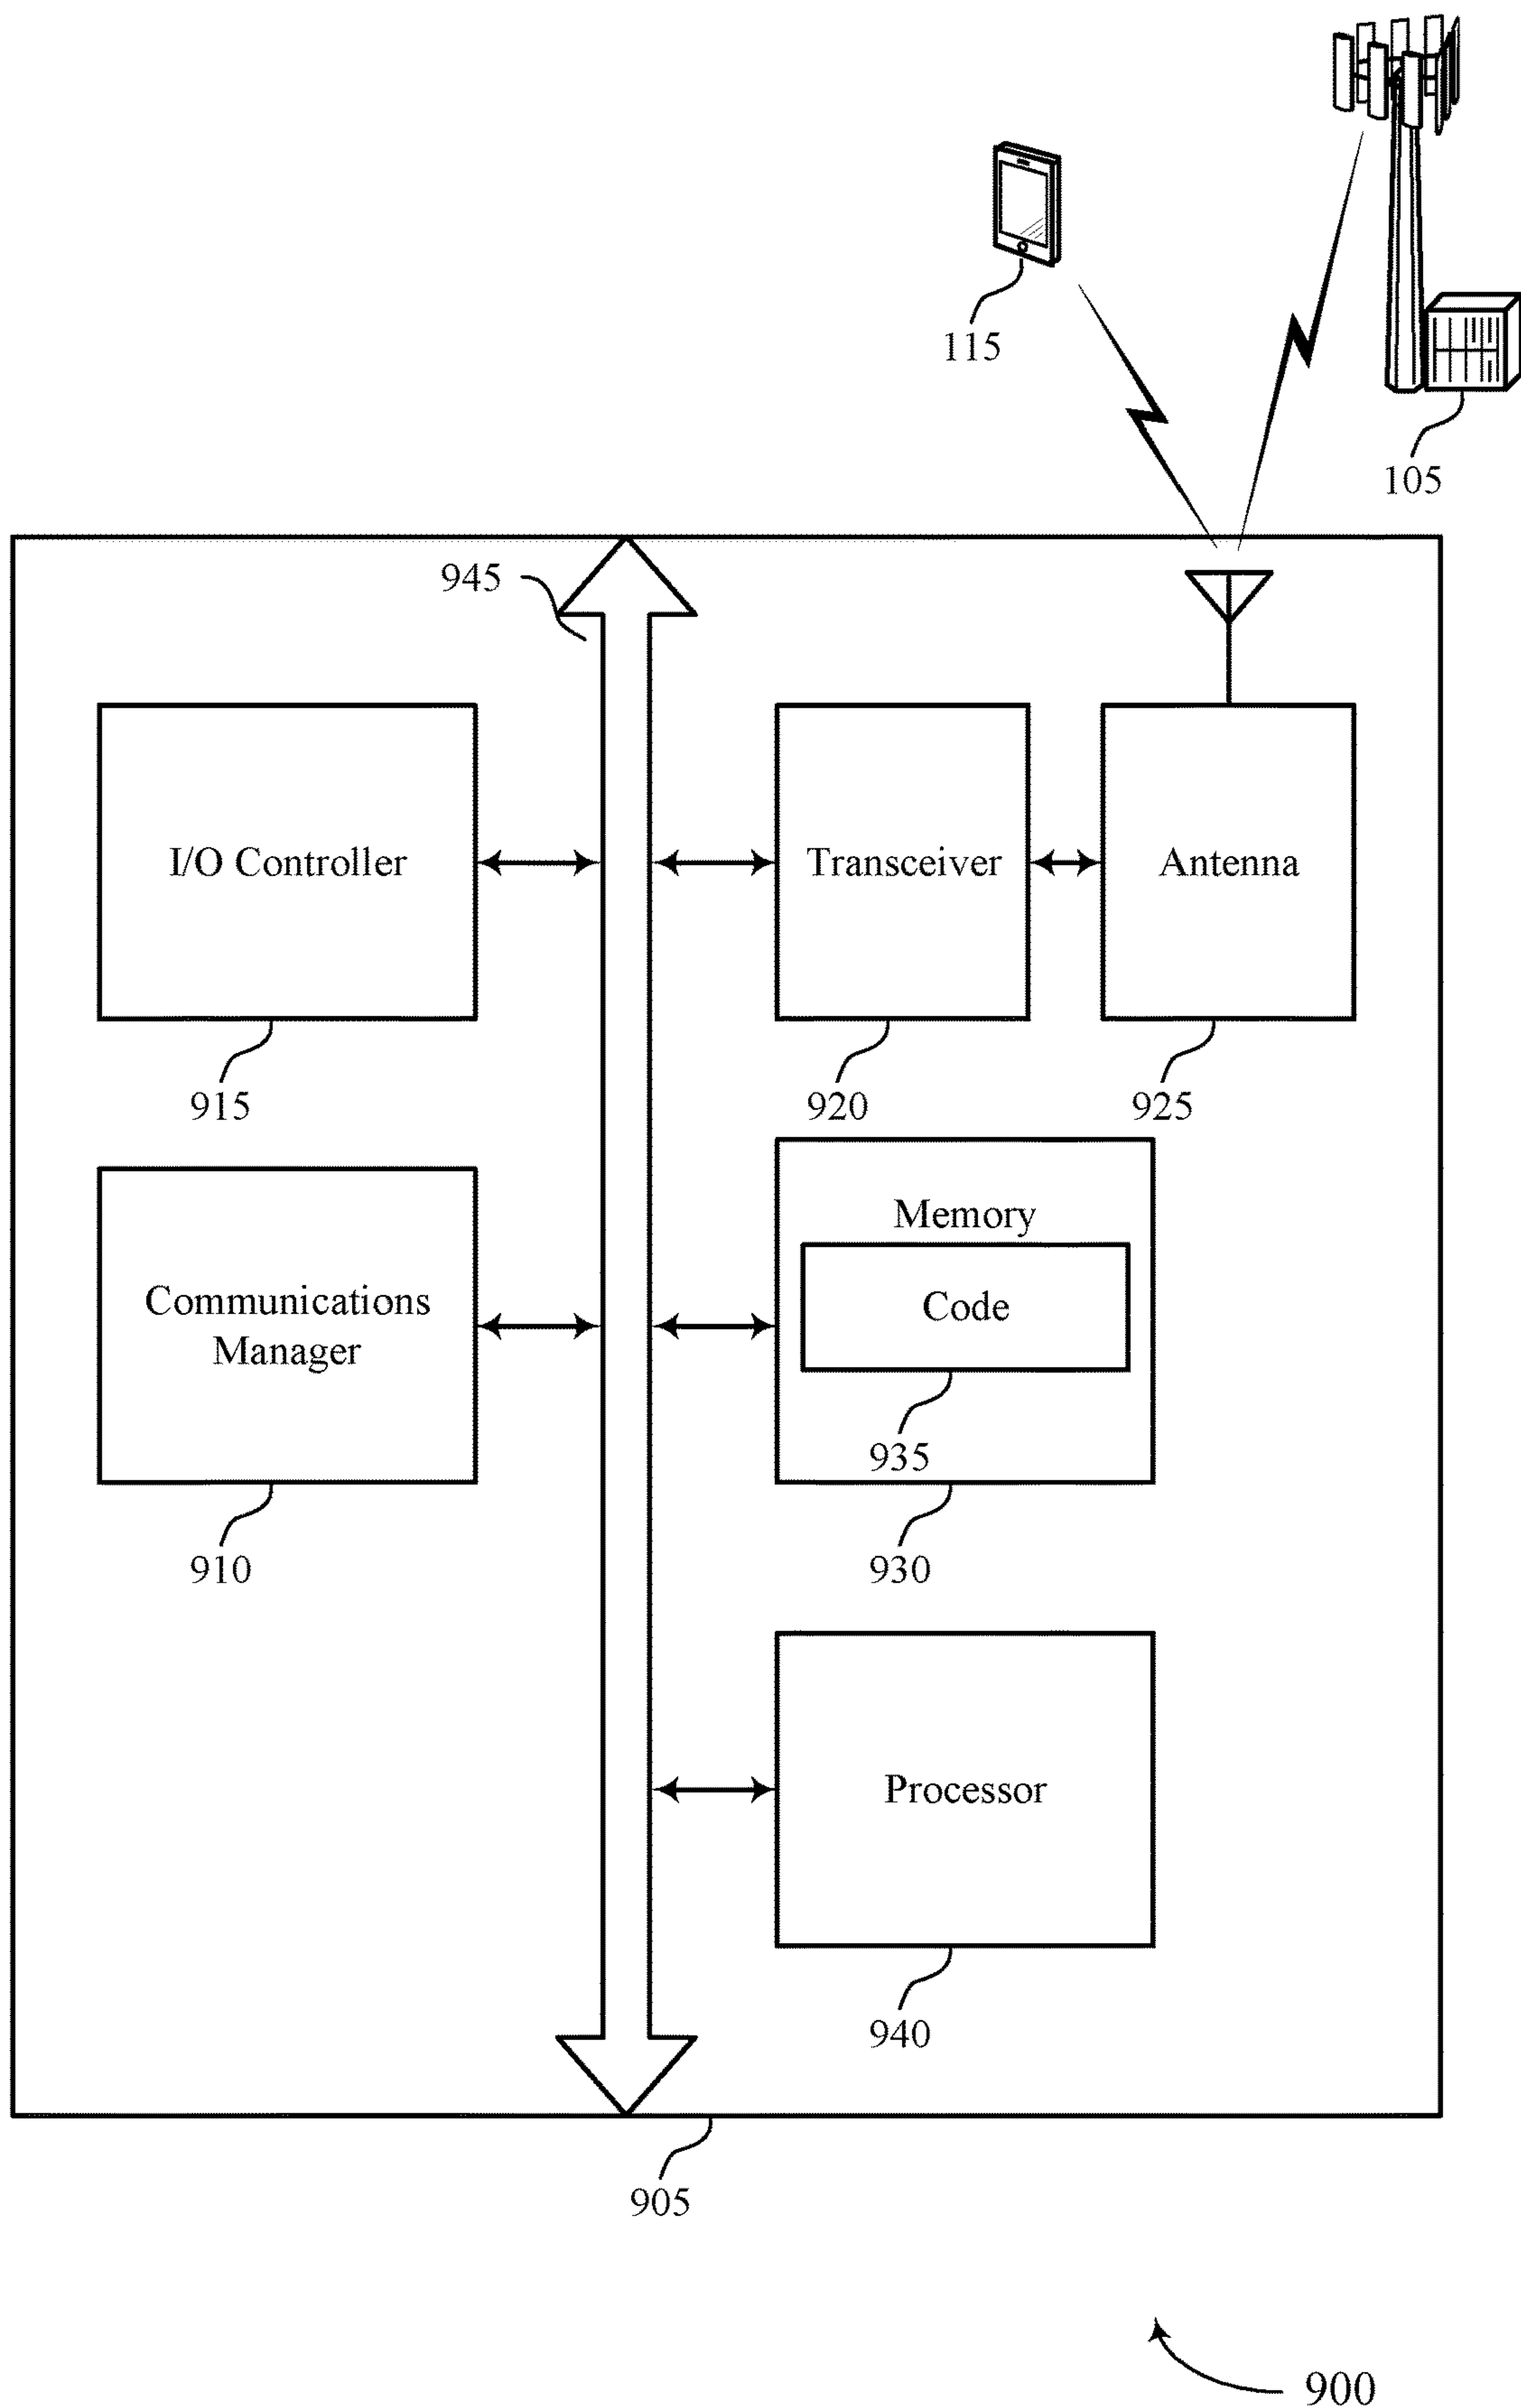 115
105
945
I/O Controller
Transceiver
Antenna
915
920
925
Memory
Communications
Manager
Code
935
910
930
Processor
940
905
900